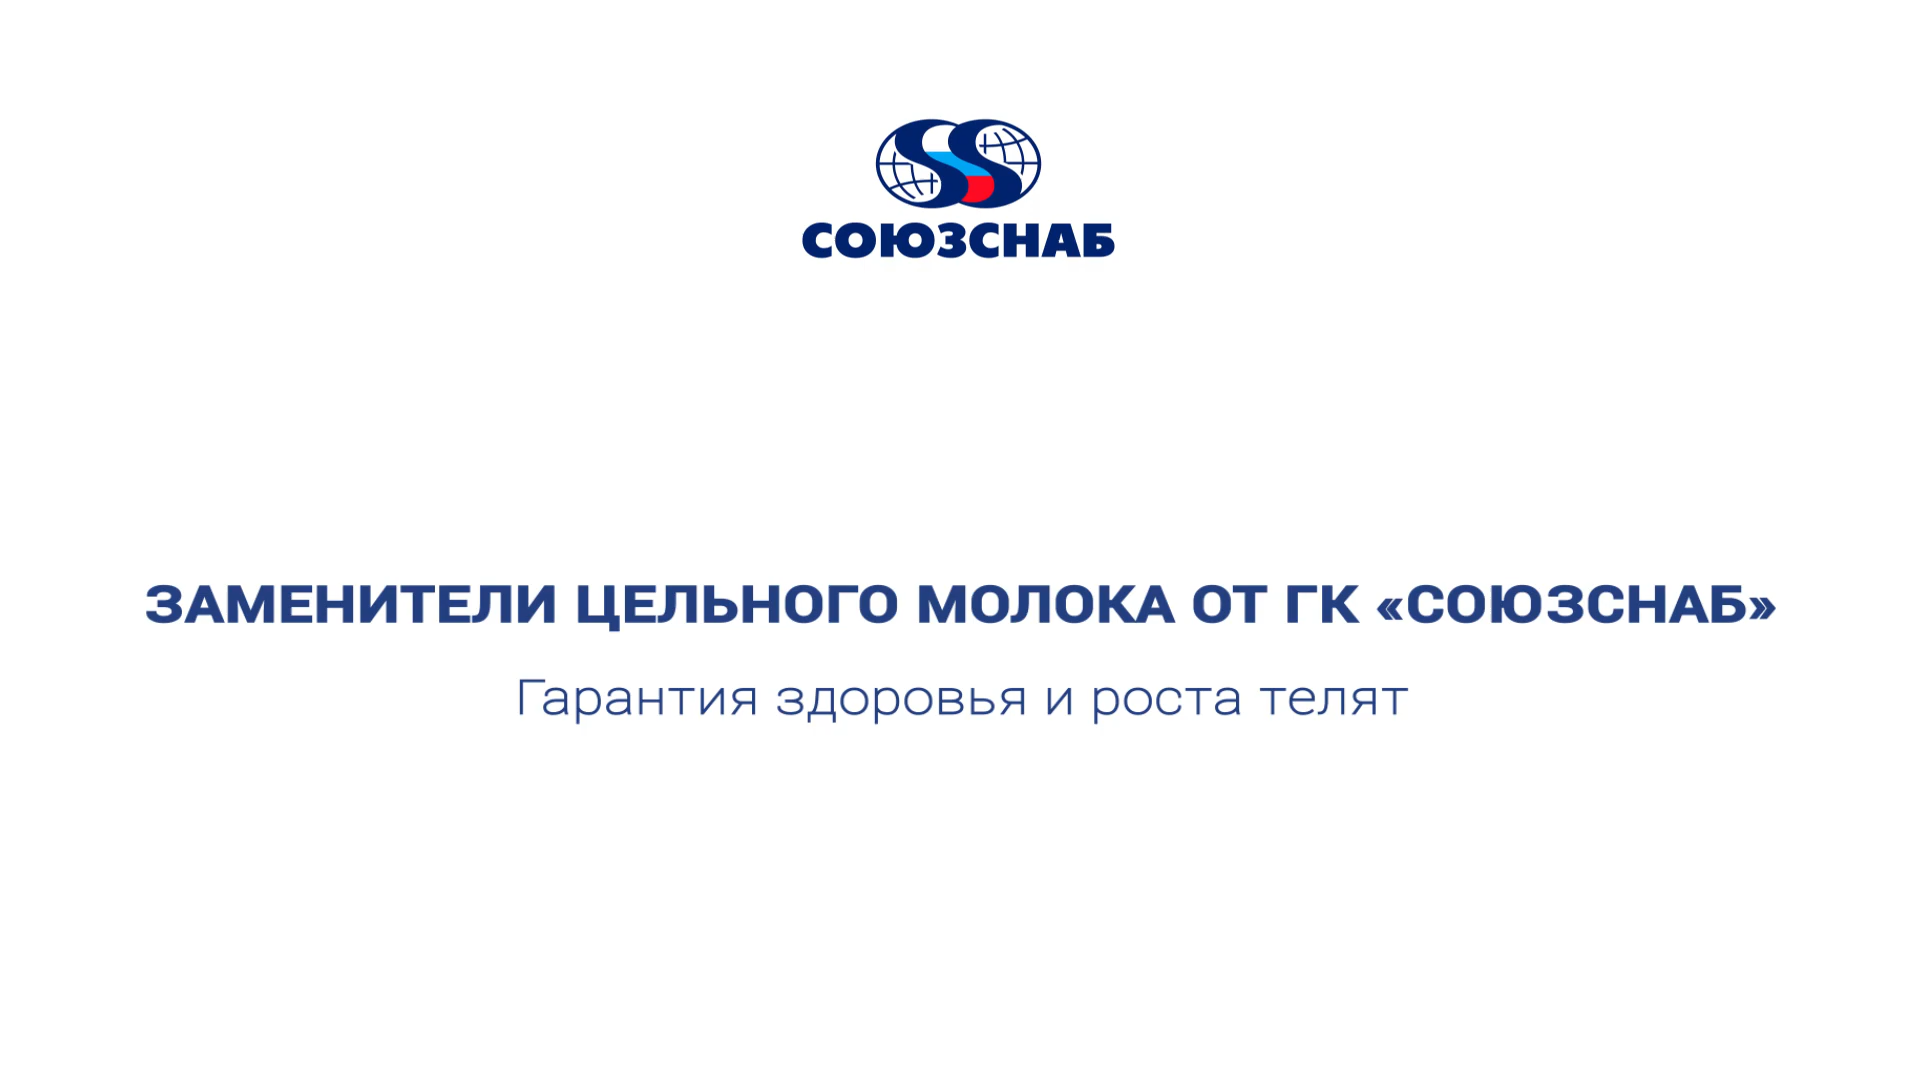 СОЮЗСНАБ
ЗАМЕНИТЕЛИ ЦЕЛЬНОГО МОЛОКА ОТ ГК «СОЮЗСНАБ»
Гарантия здоровья и роста телят